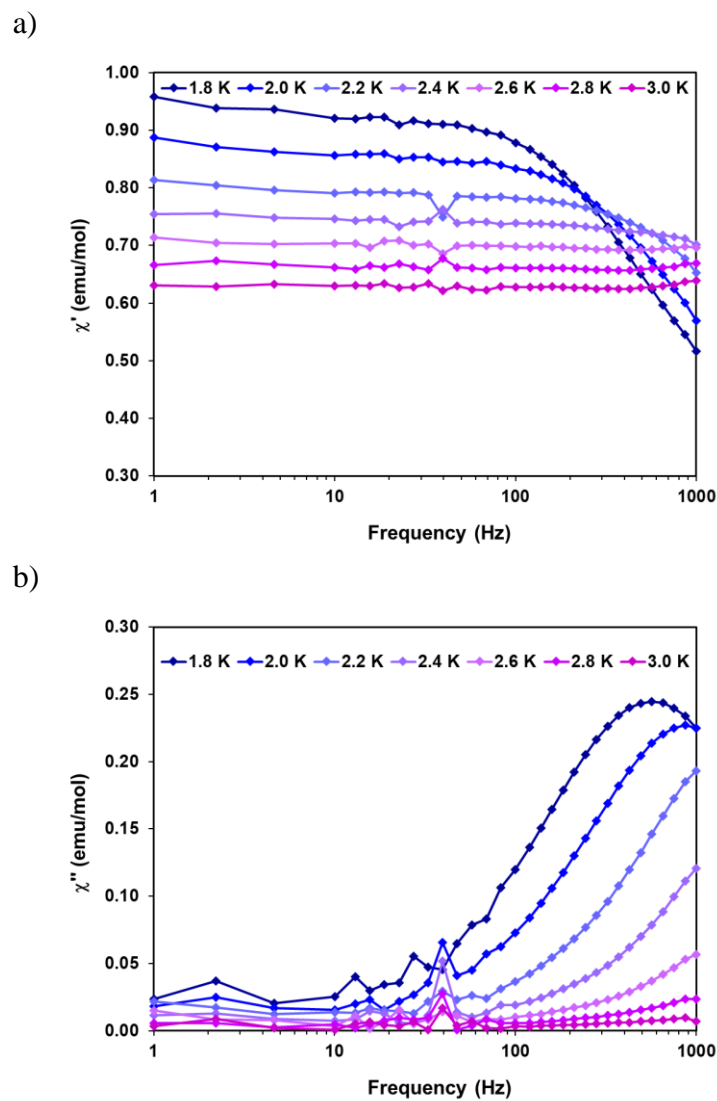 a)
1.00
0.90
0.80
0.70
0.60
0.50
0.40
0.30
1.8 K 2.0 K 2.2 K 2.4 K 2.6 K 2.8 K 3.0 K
χ' (emu/mol)
1 10 100 1000
Frequency (Hz)
b)
0.30
0.25
0.20
0.15
0.10
0.05
0.00
1.8 K 2.0 K 2.2 K 2.4 K 2.6 K 2.8 K 3.0 K
χ" (emu/mol)
1 10 100 1000
Frequency (Hz)